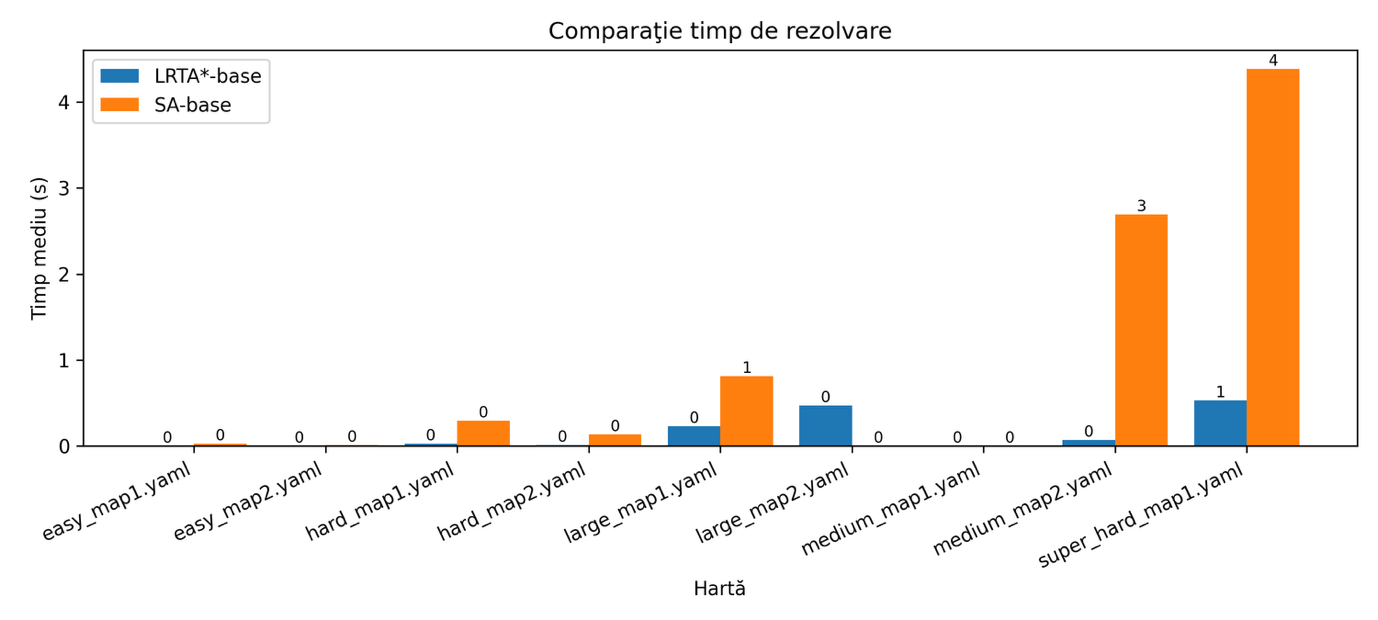 Comparaţie timp de rezolvare
LRTA*-base
SA-base
Timp mediu (s)
4
3
2
1
0
0 0 0 0 0 0 0 0 0 1 0 0 0 0 0 3 1 4
easy_map1.yaml
easy_map2.yaml
hard_map1.yaml
hard_map2.yaml
large_map1.yaml
large_map2.yaml
medium_map1.yaml
medium_map2.yaml
super_hard_map1.yaml
Hartă